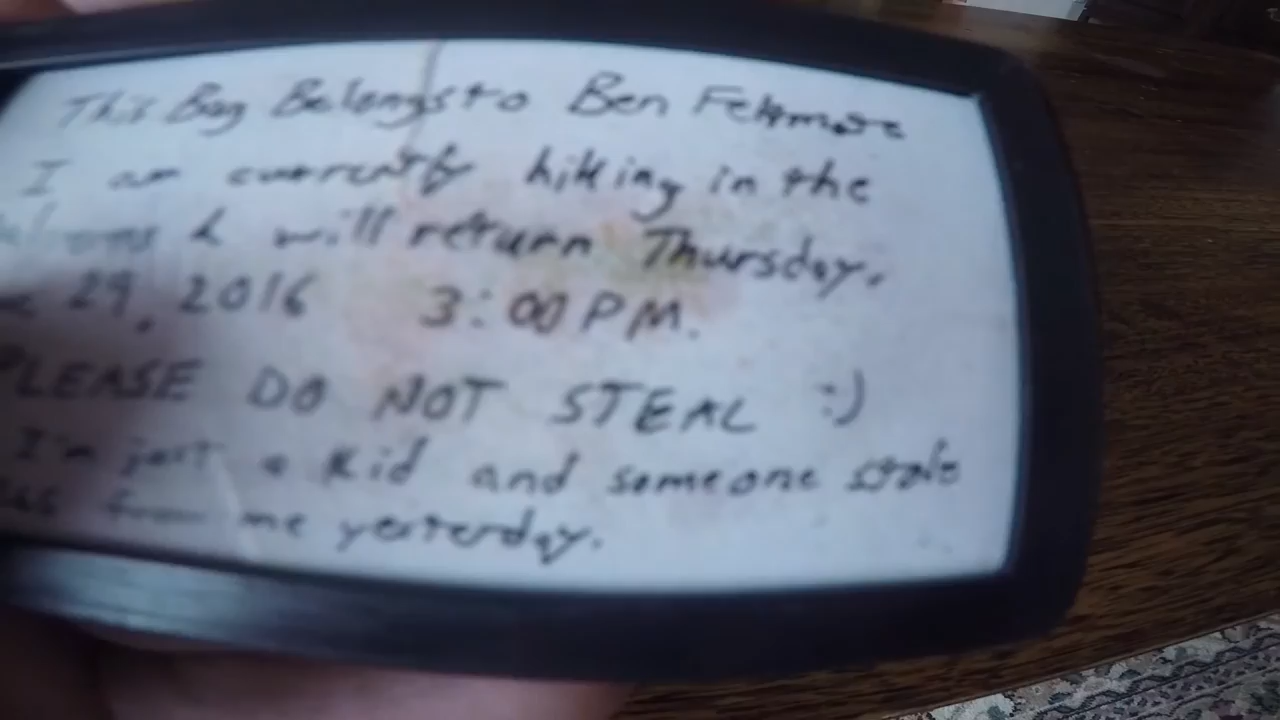 This Bag Belongs to Ben
I am currently hiking in the
& will return Thursday,
29, 2016 3:00 PM.
PLEASE DO NOT STEAL :)
I'm just a kid and someone stole
from me yesterday.